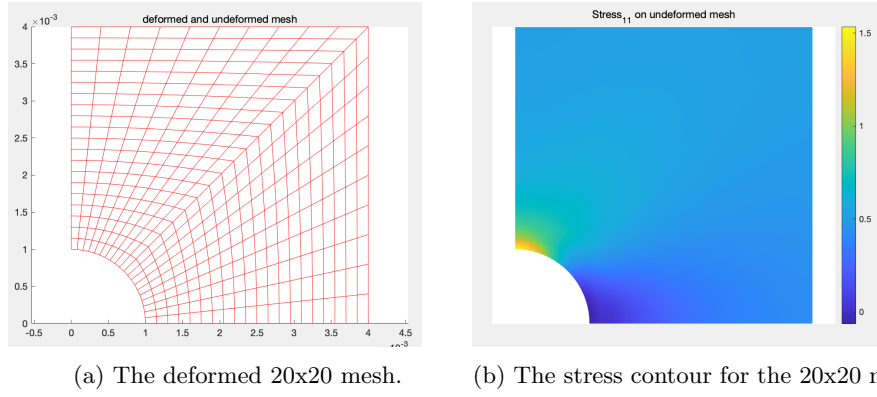 deformed and undeformed mesh
×10⁻³
4
3.5
3
2.5
2
1.5
1
0.5
0
-0.5 0 0.5 1 1.5 2 2.5 3 3.5 4 4.5
Stress₁₁ on undeformed mesh
1.5
1
0.5
0
(a) The deformed 20x20 mesh.
(b) The stress contour for the 20x20